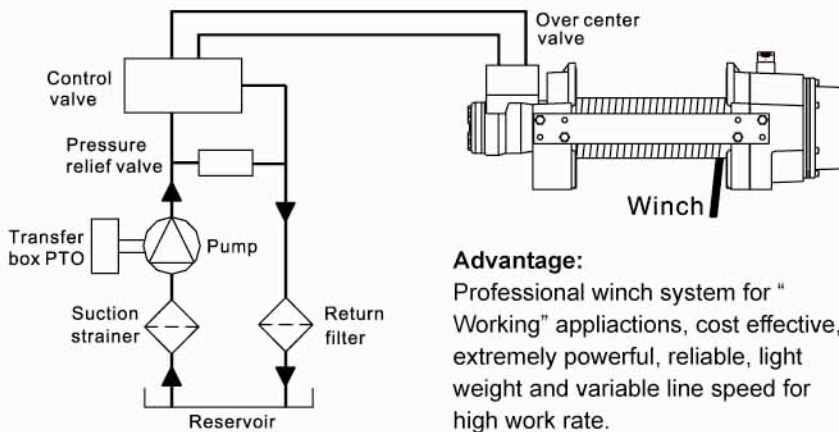 Over center
valve
Control
valve
Pressure
relief valve
Transfer
box PTO
Pump
Winch
Suction
strainer
Return
filter
Reservoir
Advantage:
Professional winch system for “
Working” appliactions, cost effective,
extremely powerful, reliable, light
weight and variable line speed for
high work rate.